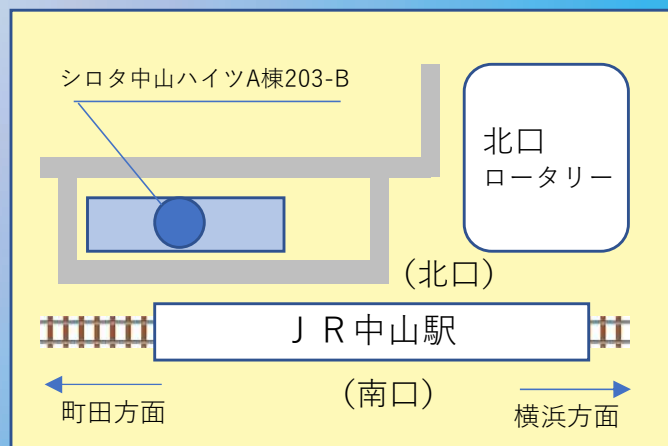 シロタ中山ハイツA棟203-B
北口
ロータリー
（北口）
ＪＲ中山駅
（南口）
町田方面
横浜方面